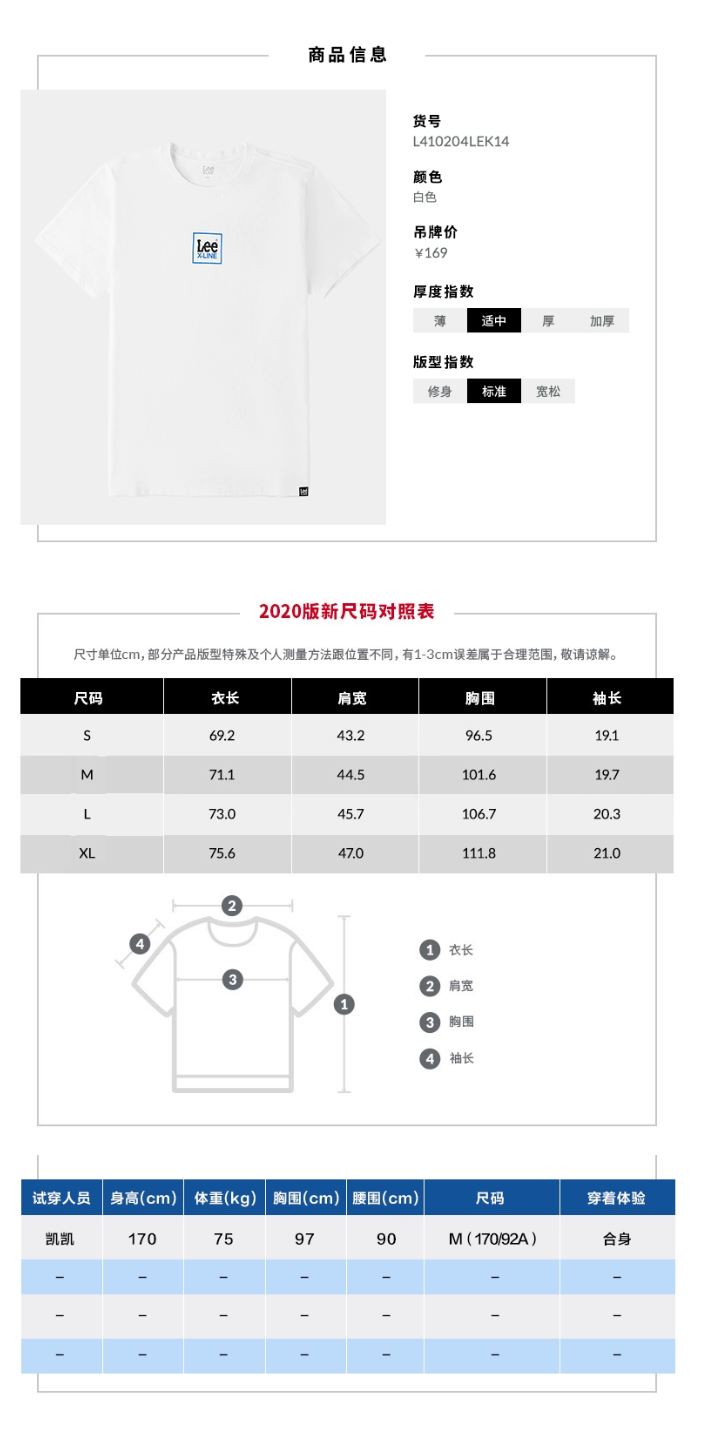 商品信息
Lee
Lee
X-LINE
Lee
货号
L410204LEK14
颜色
白色
吊牌价
¥169
厚度指数
薄 适中 厚 加厚
版型指数
修身 标准 宽松
2020版新尺码对照表
尺寸单位cm,部分产品版型特殊及个人测量方法跟位置不同,有1-3cm误差属于合理范围,敬请谅解。
尺码 衣长 肩宽 胸围 袖长
S 69.2 43.2 96.5 19.1
M 71.1 44.5 101.6 19.7
L 73.0 45.7 106.7 20.3
XL 75.6 47.0 111.8 21.0
2
4
3
1
1 衣长
2 肩宽
3 胸围
4 袖长
试穿人员 身高(cm) 体重(kg) 胸围(cm) 腰围(cm) 尺码 穿着体验
凯凯 170 75 97 90 M(170/92A) 合身
– – – – – – –
– – – – – – –
– – – – – – –